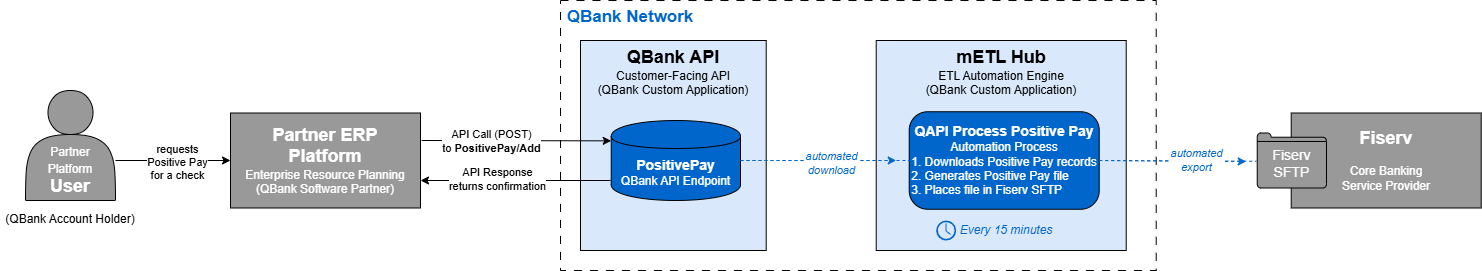 QBank Network
Partner
Platform
User
(QBank Account Holder)
requests
Positive Pay
for a check
Partner ERP
Platform
Enterprise Resource Planning
(QBank Software Partner)
API Call (POST)
to PositivePay/Add
API Response
returns confirmation
QBank API
Customer-Facing API
(QBank Custom Application)
PositivePay
QBank API Endpoint
automated
download
mETL Hub
ETL Automation Engine
(QBank Custom Application)
QAPI Process Positive Pay
Automation Process
1. Downloads Positive Pay records
2. Generates Positive Pay file
3. Places file in Fiserv SFTP
Every 15 minutes
automated
export
Fiserv
SFTP
Fiserv
Core Banking
Service Provider